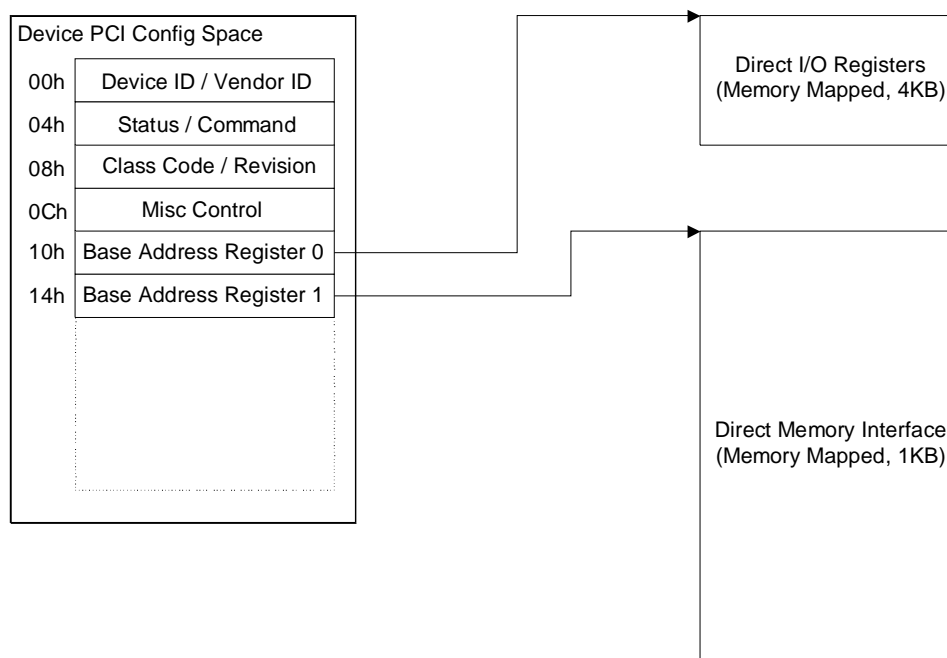 Device PCI Config Space
00h Device ID / Vendor ID
04h Status / Command
08h Class Code / Revision
0Ch Misc Control
10h Base Address Register 0
14h Base Address Register 1
Direct I/O Registers
(Memory Mapped, 4KB)
Direct Memory Interface
(Memory Mapped, 1KB)